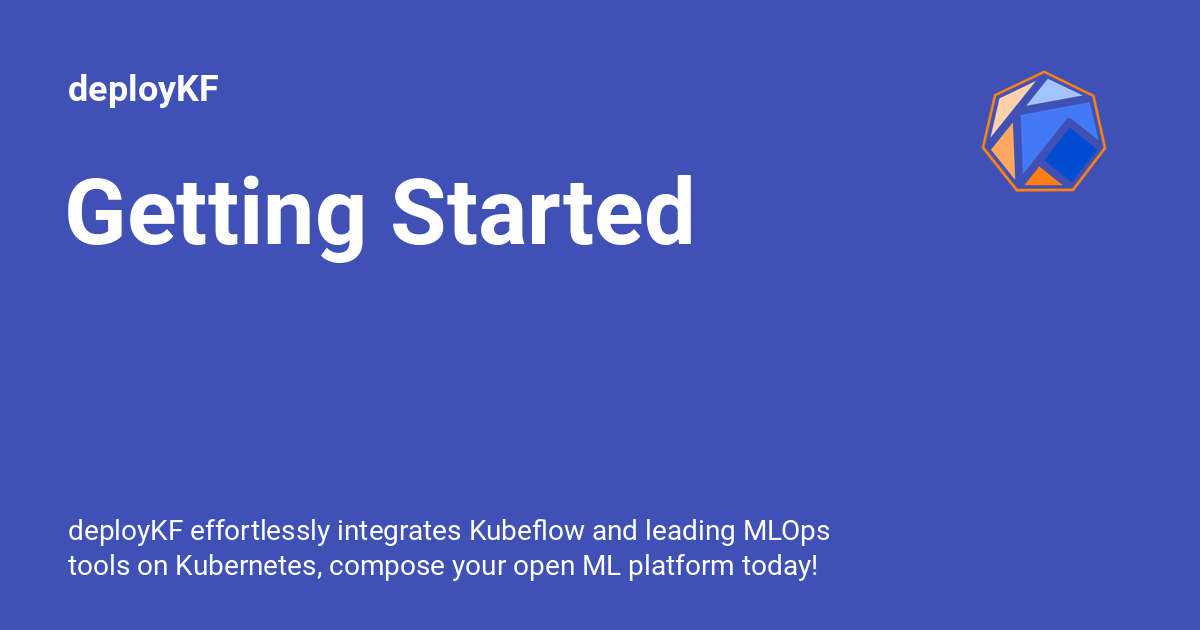 deployKF
Getting Started
deployKF effortlessly integrates Kubeflow and leading MLOps
tools on Kubernetes, compose your open ML platform today!